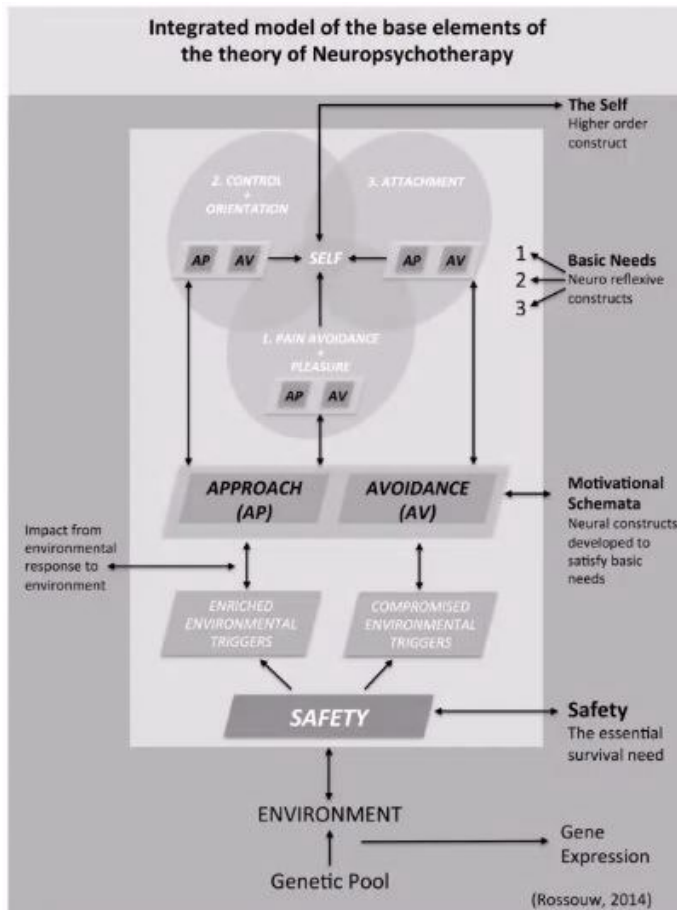 Integrated model of the base elements of
the theory of Neuropsychotherapy
The Self
Higher order
construct
2. CONTROL
+
ORIENTATION
3. ATTACHMENT
AP AV
SELF
AP AV
1
2
3
Basic Needs
Neuro reflexive
constructs
1. PAIN AVOIDANCE
+
PLEASURE
AP AV
APPROACH
(AP)
AVOIDANCE
(AV)
Motivational
Schemata
Neural constructs
developed to
satisfy basic
needs
Impact from
environmental
response to
environment
ENRICHED
ENVIRONMENTAL
TRIGGERS
COMPROMISED
ENVIRONMENTAL
TRIGGERS
SAFETY
Safety
The essential
survival need
ENVIRONMENT
Gene
Expression
Genetic Pool
(Rossouw, 2014)